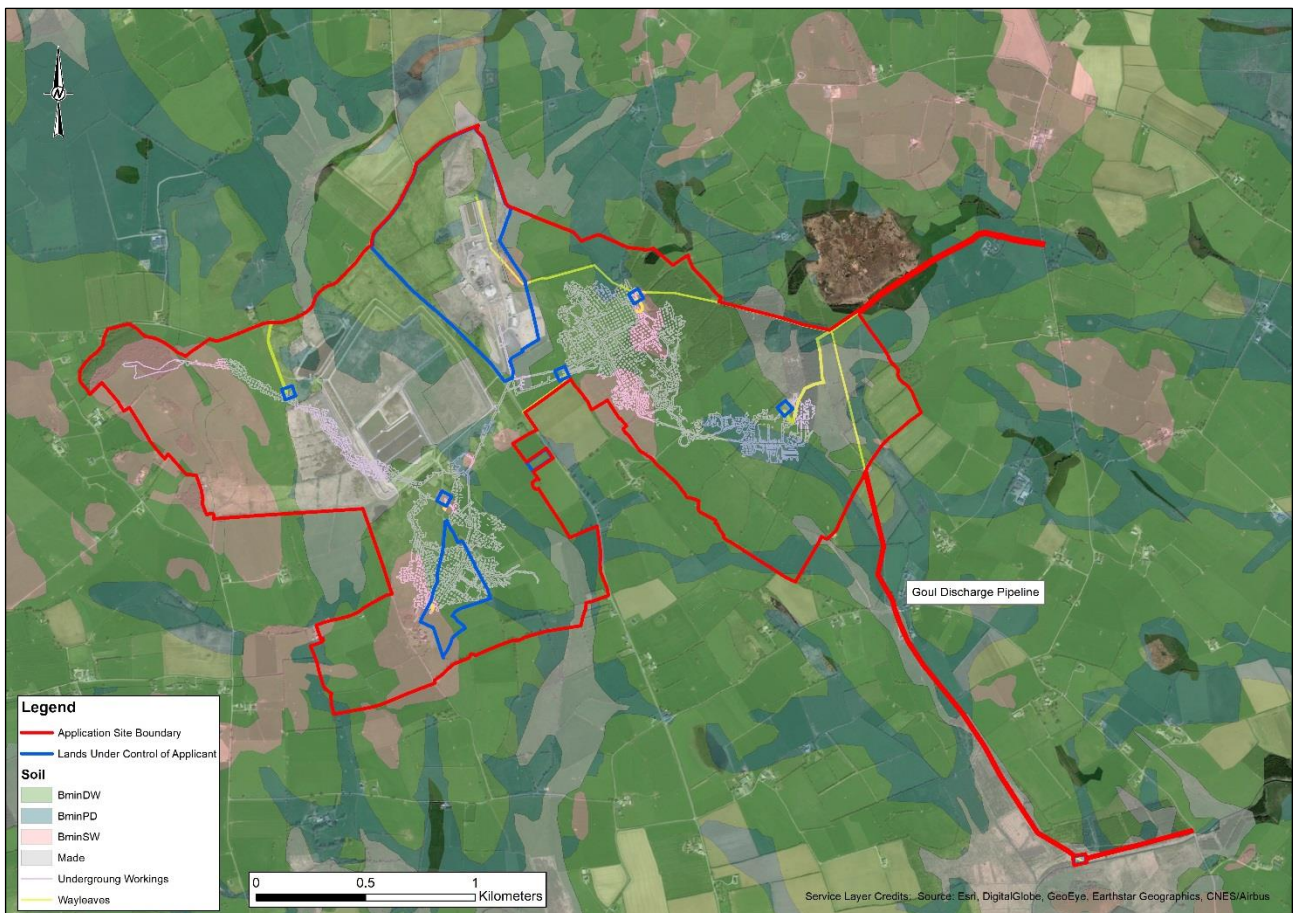 N
Goul Discharge Pipeline
Legend
Application Site Boundary
Lands Under Control of Applicant
Soil
BminDW
BminPD
BminSW
Made
Undergroung Workings
Wayleaves
0 0.5 1
Kilometers
Service Layer Credits: Source: Esri, DigitalGlobe, GeoEye, Earthstar Geographics, CNES/Airbus